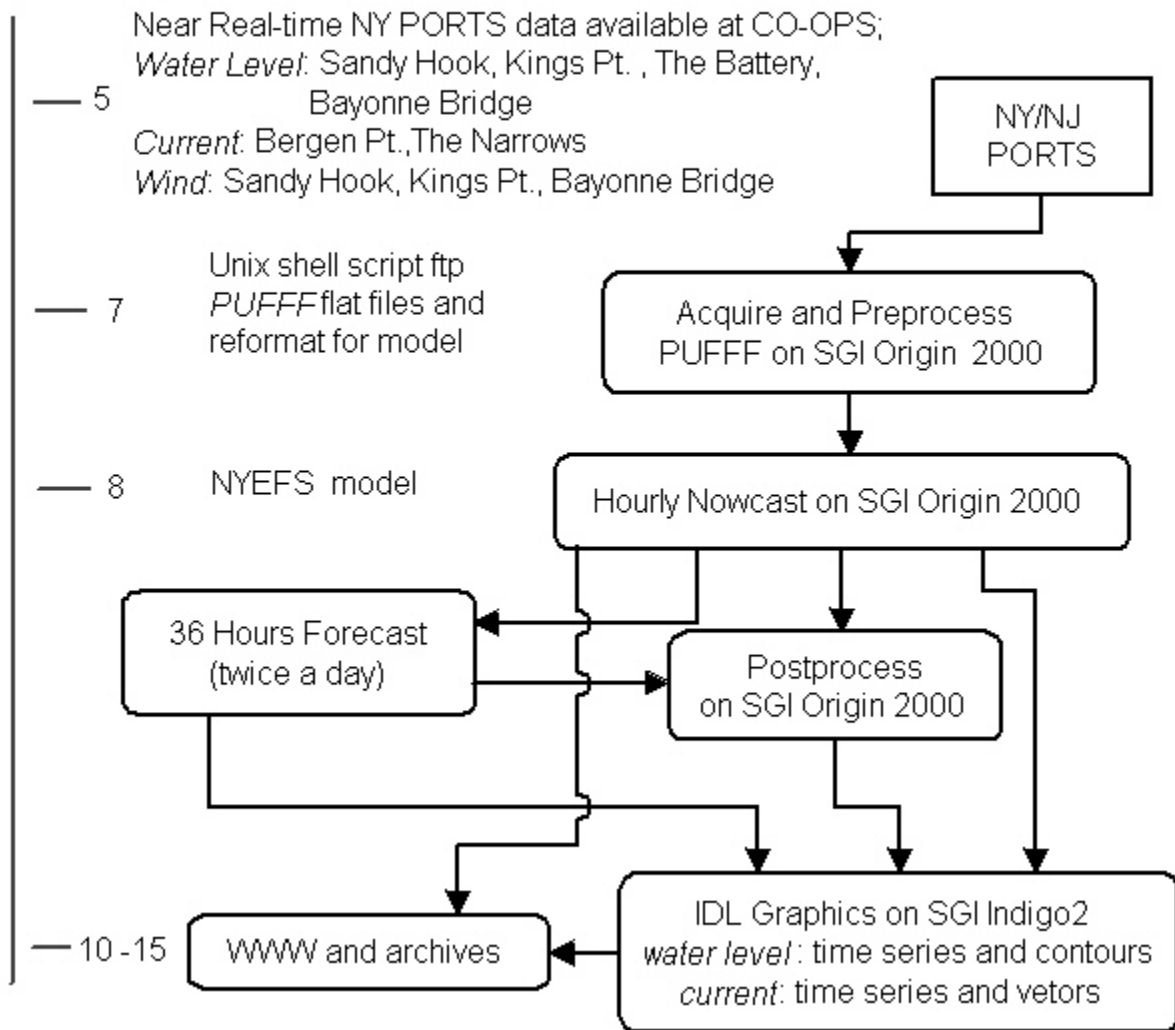 Near Real-time NY PORTS data available at CO-OPS;
Water Level: Sandy Hook, Kings Pt. , The Battery,
Bayonne Bridge
5
Current: Bergen Pt.,The Narrows
Wind: Sandy Hook, Kings Pt., Bayonne Bridge
NY/NJ
PORTS
Unix shell script ftp
PUFFF flat files and
reformat for model
7
Acquire and Preprocess
PUFFF on SGI Origin 2000
8
NYEFS model
Hourly Nowcast on SGI Origin 2000
36 Hours Forecast
(twice a day)
Postprocess
on SGI Origin 2000
10 -15
WWW and archives
IDL Graphics on SGI Indigo2
water level : time series and contours
current: time series and vetors